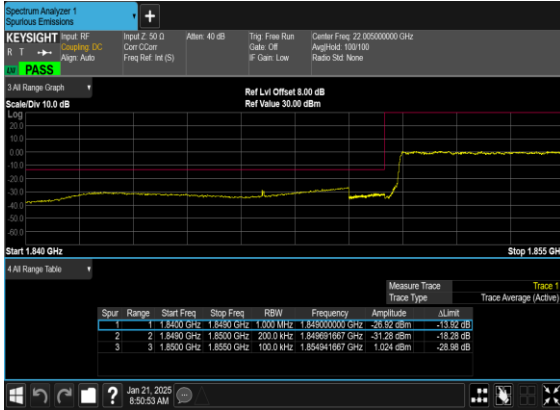 Spectrum Analyzer 1
Spurious Emissions
+
KEYSIGHT Input: RF Input Z: 50 Ω Atten: 40 dB Trig: Free Run Center Freq: 22.005000000 GHz
R T Coupling: DC Corr CCorr Gate: Off Avg|Hold: 100/100
Align: Auto Freq Ref: Int (S) IF Gain: Low Radio Std: None
PASS
3 All Range Graph
Ref Lvl Offset 8.00 dB
Scale/Div 10.0 dB Ref Value 30.00 dBm
Log
20.0
10.0
0.00
-10.0
-20.0
-30.0
-40.0
-50.0
-60.0
Start 1.840 GHz Stop 1.855 GH
4 All Range Table
Measure Trace Trace 1
Trace Type Trace Average (Active)
Spur Range Start Freq Stop Freq RBW Frequency Amplitude ΔLimit
1 1 1.8400 GHz 1.8490 GHz 1.000 MHz 1.849000000 GHz -26.92 dBm -13.92 dB
2 2 1.8490 GHz 1.8500 GHz 200.0 kHz 1.849691667 GHz -31.28 dBm -18.28 dB
3 3 1.8500 GHz 1.8550 GHz 100.0 kHz 1.854941667 GHz 1.024 dBm -28.98 dB
? Jan 21, 2025
8:50:53 AM